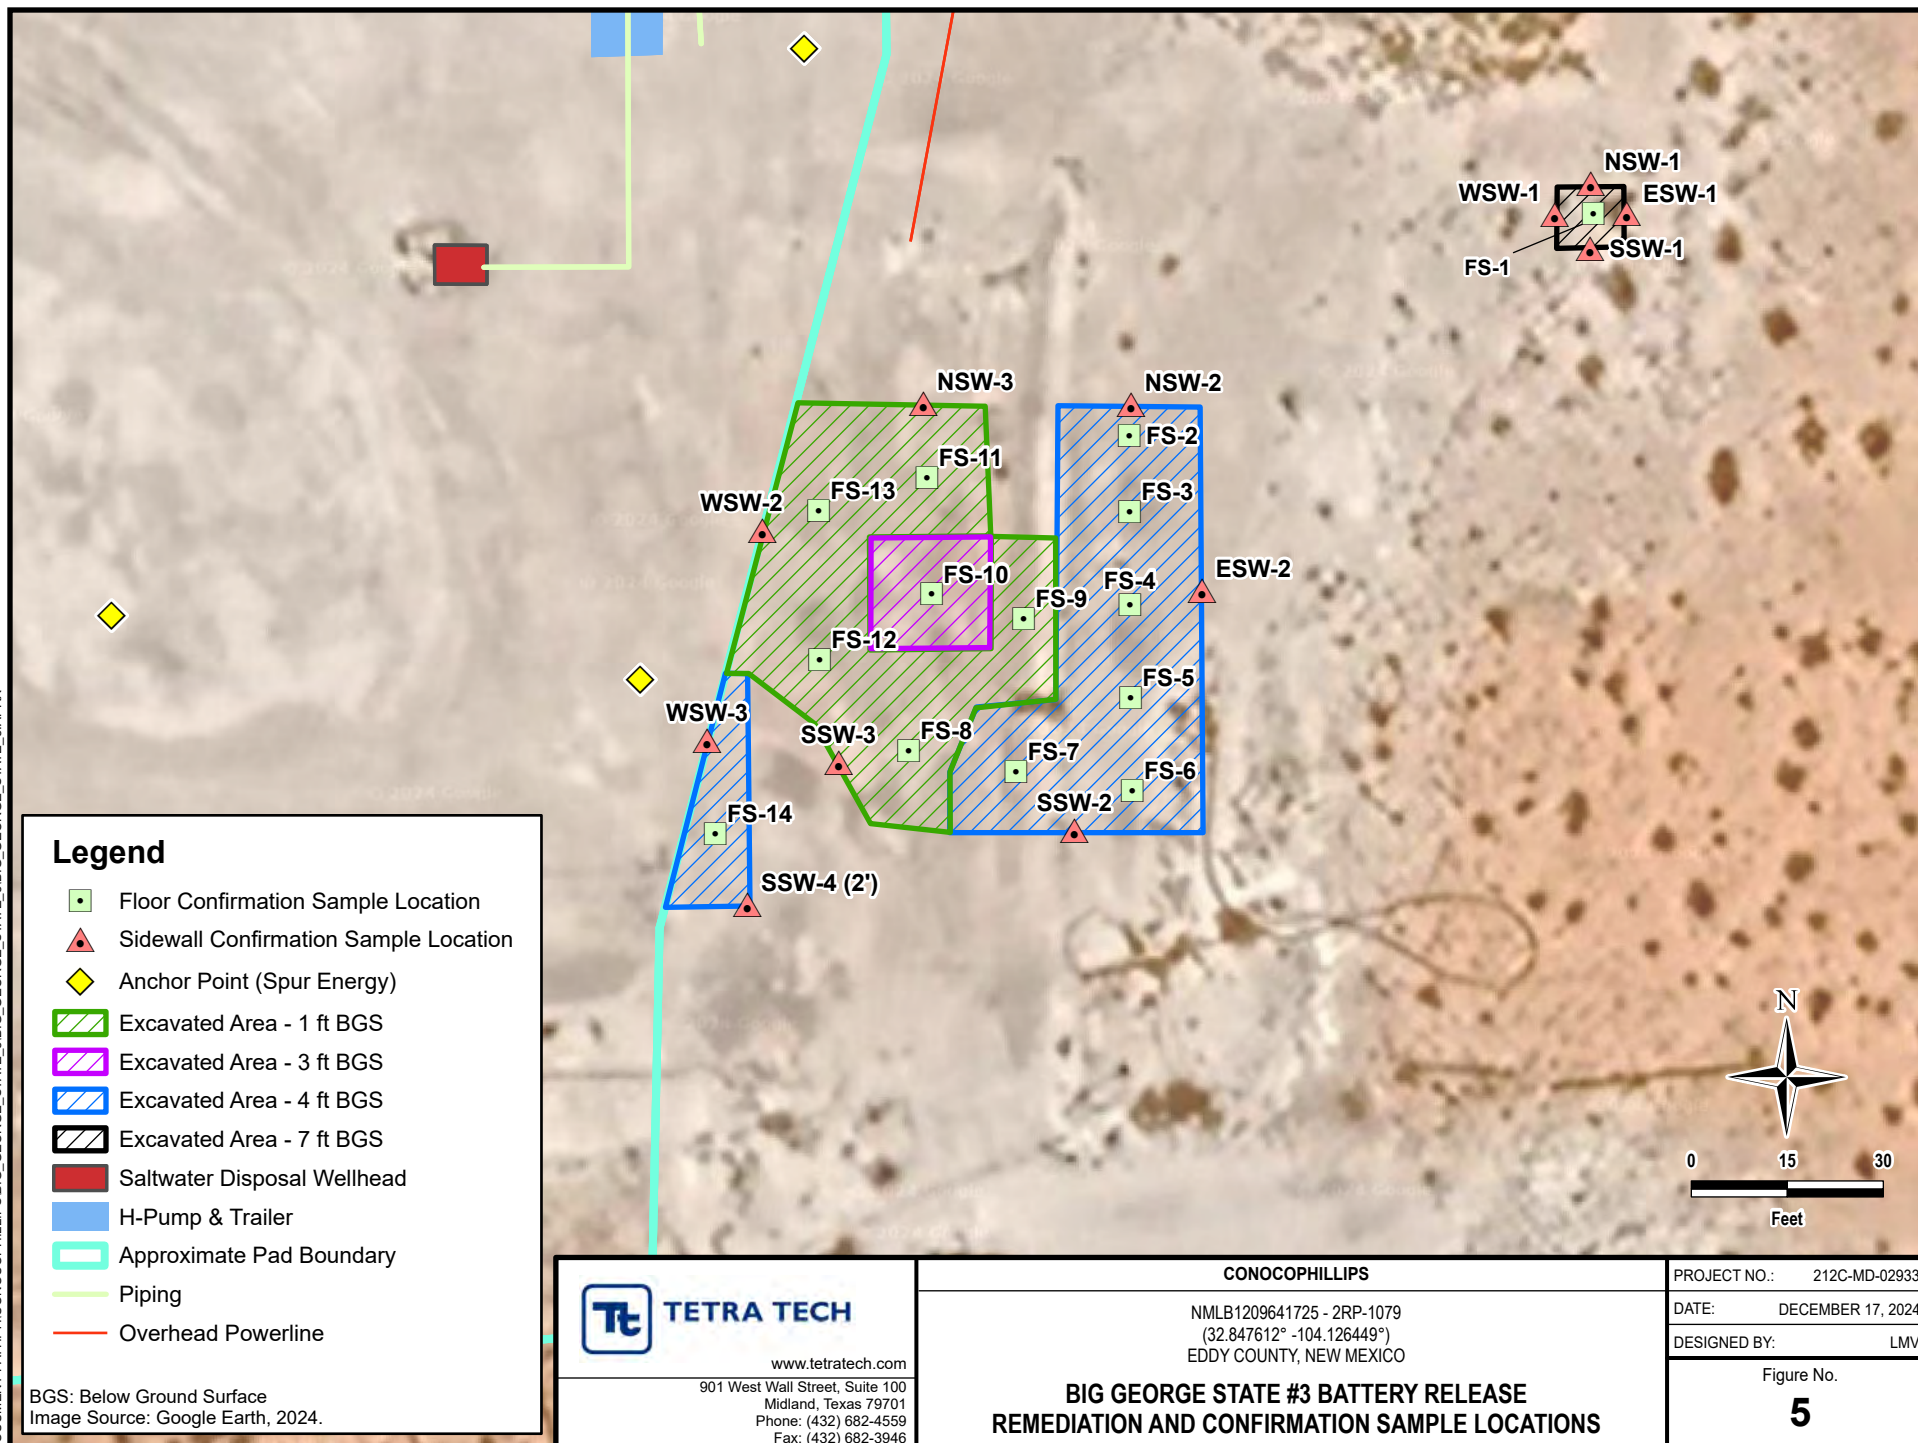 NSW-1
WSW-1
ESW-1
SSW-1
FS-1
NSW-3
NSW-2
FS-2
FS-11
FS-13
FS-3
WSW-2
ESW-2
FS-10
FS-4
FS-9
FS-12
FS-5
WSW-3
SSW-3
FS-8
FS-7
FS-6
SSW-2
FS-14
SSW-4 (2')
Legend
Floor Confirmation Sample Location
Sidewall Confirmation Sample Location
Anchor Point (Spur Energy)
Excavated Area - 1 ft BGS
Excavated Area - 3 ft BGS
Excavated Area - 4 ft BGS
Excavated Area - 7 ft BGS
Saltwater Disposal Wellhead
H-Pump & Trailer
Approximate Pad Boundary
Piping
Overhead Powerline
BGS: Below Ground Surface
Image Source: Google Earth, 2024.
N
0 15 30
Feet
Tt TETRA TECH
www.tetratech.com
901 West Wall Street, Suite 100
Midland, Texas 79701
Phone: (432) 682-4559
Fax: (432) 682-3946
CONOCOPHILLIPS
NMLB1209641725 - 2RP-1079
(32.847612° -104.126449°)
EDDY COUNTY, NEW MEXICO
BIG GEORGE STATE #3 BATTERY RELEASE
REMEDIATION AND CONFIRMATION SAMPLE LOCATIONS
PROJECT NO.: 212C-MD-02933
DATE: DECEMBER 17, 2024
DESIGNED BY: LMV
Figure No.
5